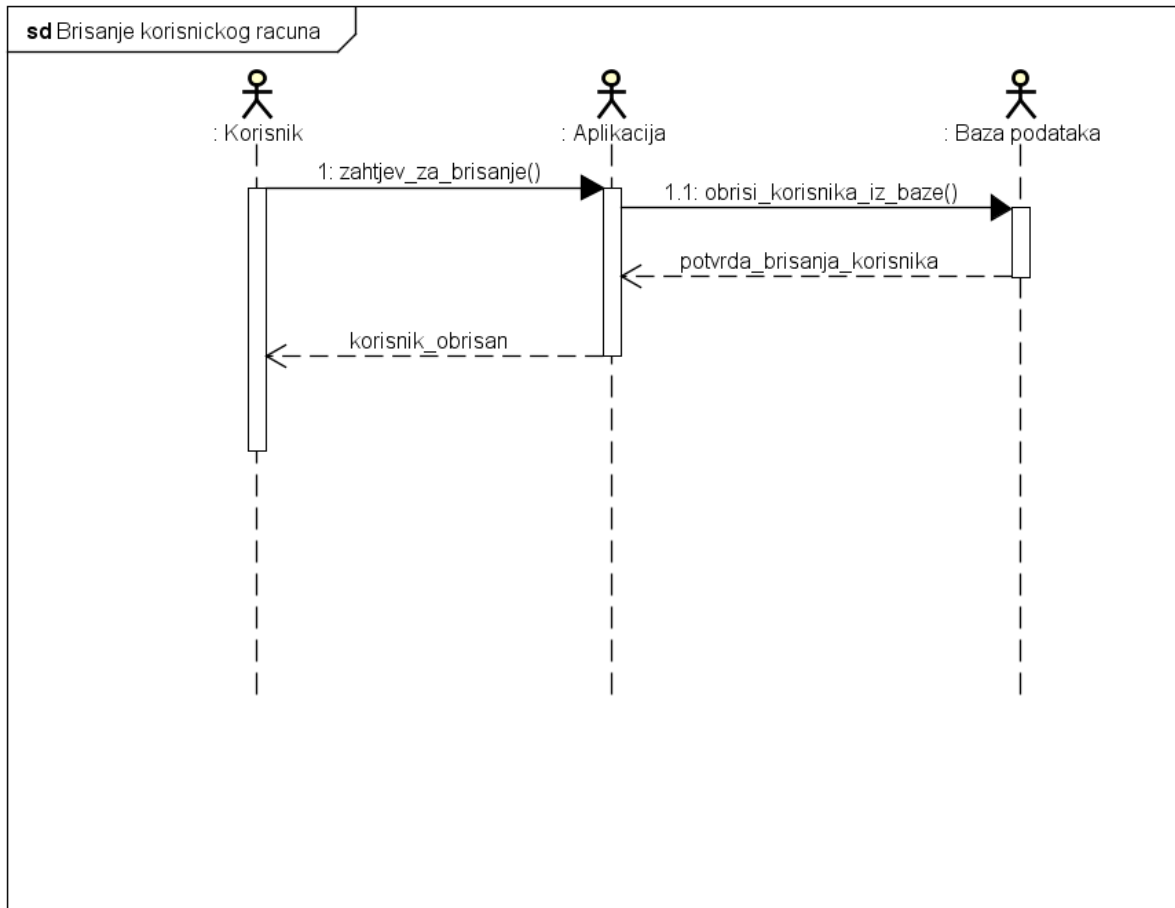 sd Brisanje korisnickog racuna
: Korisnik
: Aplikacija
: Baza podataka
1: zahtjev_za_brisanje()
1.1: obrisi_korisnika_iz_baze()
potvrda_brisanja_korisnika
korisnik_obrisan